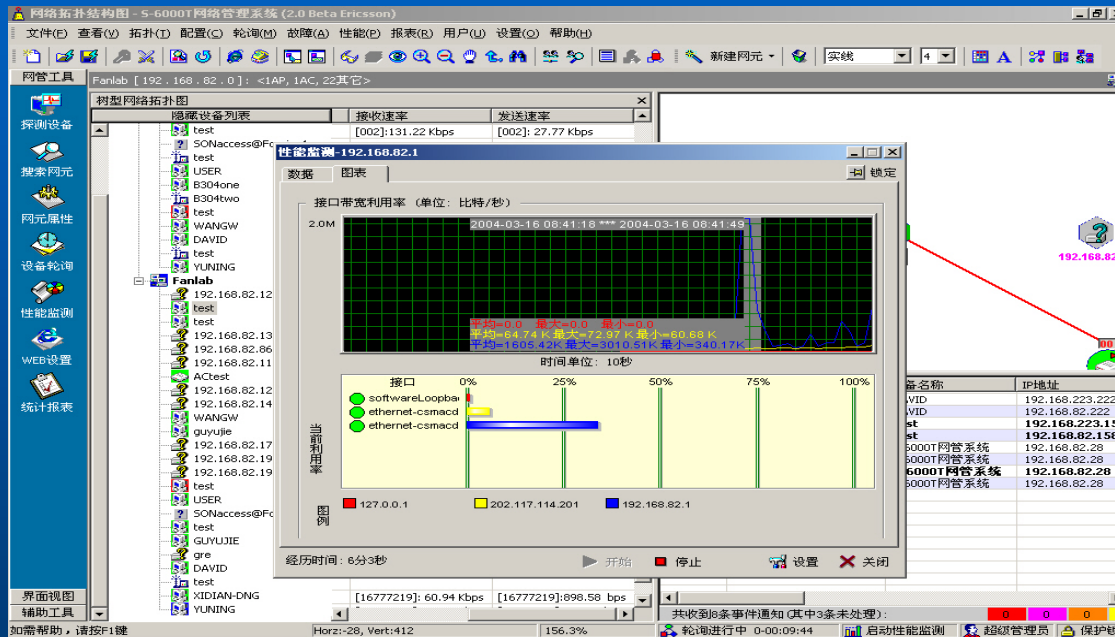 网络拓扑结构图 - S-6000T网络管理系统 (2.0 Beta Ericsson)
文件(F) 查看(V) 拓扑(T) 配置(C) 轮询(M) 故障(A) 性能(P) 报表(R) 用户(U) 设置(O) 帮助(H)
新建网元 实线 4
网管工具
Fanlab [192.168.82.0]: <1AP, 1AC, 22其它>
探测设备
搜索网元
网元属性
设备轮询
性能监测
WEB设置
统计报表
界面视图
辅助工具
树型网络拓扑图
隐藏设备列表 接收速率 发送速率
test [002]:131.22 Kbps [002]: 27.77 Kbps
SONaccess@Fo
test
USER
B304one
B304two
test
WANGW
DAVID
test
YUNING
Fanlab
192.168.82.12
test
test
192.168.82.13
192.168.82.86
192.168.82.11
ACtest
192.168.82.12
192.168.82.14
WANGW
guyujie
192.168.82.17
192.168.82.19
192.168.82.19
test
USER
SONaccess@Fo
test
GUYUJIE
gre
DAVID
test
XIDIAN-DNG [16777219]: 60.94 Kbps [16777219]:898.58 bps
YUNING
性能监测-192.168.82.1
数据 图表 锁定
接口带宽利用率 (单位: 比特/秒)
2.0M
2004-03-16 08:41:18 *** 2004-03-16 08:41:49
平均=0.0 最大=0.0 最小=0.0
平均=64.74 K 最大=72.97 K 最小=60.68 K
平均=1605.42K 最大=3010.51K 最小=340.17K
时间单位: 10秒
接口 0% 25% 50% 75% 100%
softwareLoopba
ethernet-csmacd
ethernet-csmacd
当前利用率
图例
127.0.0.1 202.117.114.201 192.168.82.1
经历时间: 6分3秒 开始 停止 设置 关闭
192.168.82
备名称 IP地址
VID 192.168.223.222
VID 192.168.82.222
st 192.168.223.15
st 192.168.82.158
6000T网管系统 192.168.82.28
6000T网管系统 192.168.82.28
6000T网管系统 192.168.82.28
6000T网管系统 192.168.82.28
共收到8条事件通知(其中3条未处理): 0 0 0
如需帮助，请按F1键 Horz:-28, Vert:412 156.3% 轮询进行中 0-00:09:44 启动性能监测 超级管理员